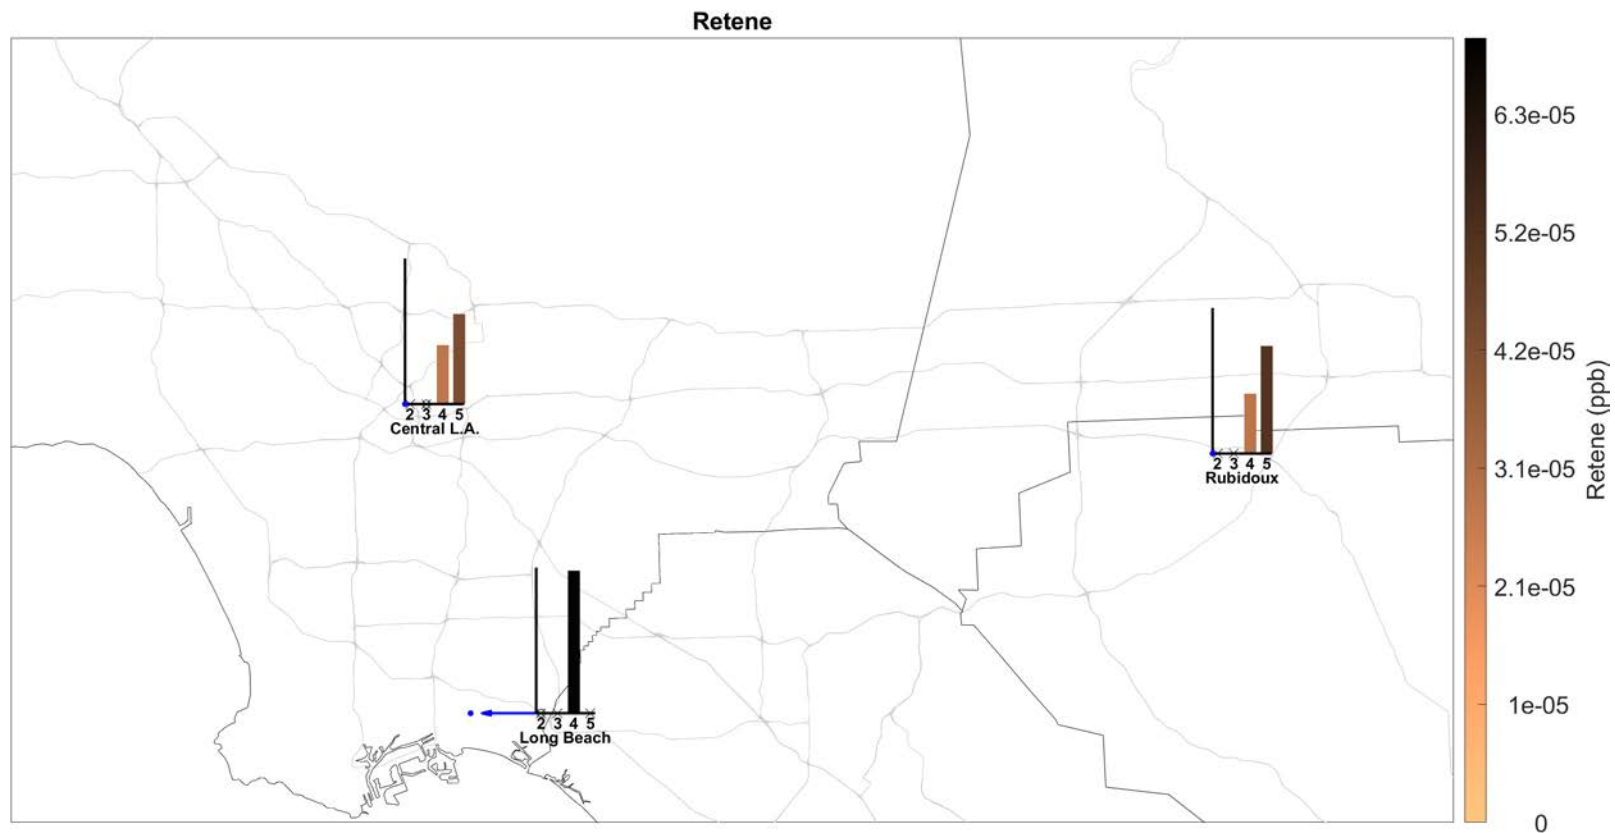 Retene
2 3 4 5
Central L.A.
2 3 4 5
Rubidoux
2 3 4 5
Long Beach
6.3e-05
5.2e-05
4.2e-05
3.1e-05
2.1e-05
1e-05
0
Retene (ppb)